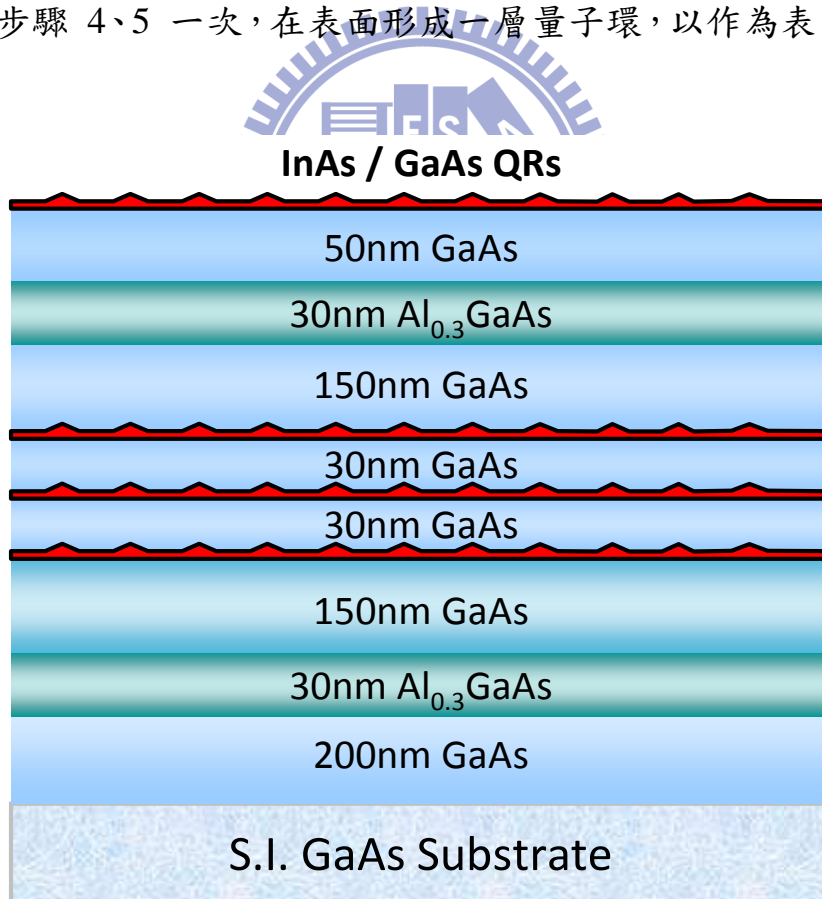 步驟 4、5 一次，在表面形成一層量子環，以作為表
ES
InAs / GaAs QRs
50nm GaAs
30nm Al0.3GaAs
150nm GaAs
30nm GaAs
30nm GaAs
150nm GaAs
30nm Al0.3GaAs
200nm GaAs
S.I. GaAs Substrate